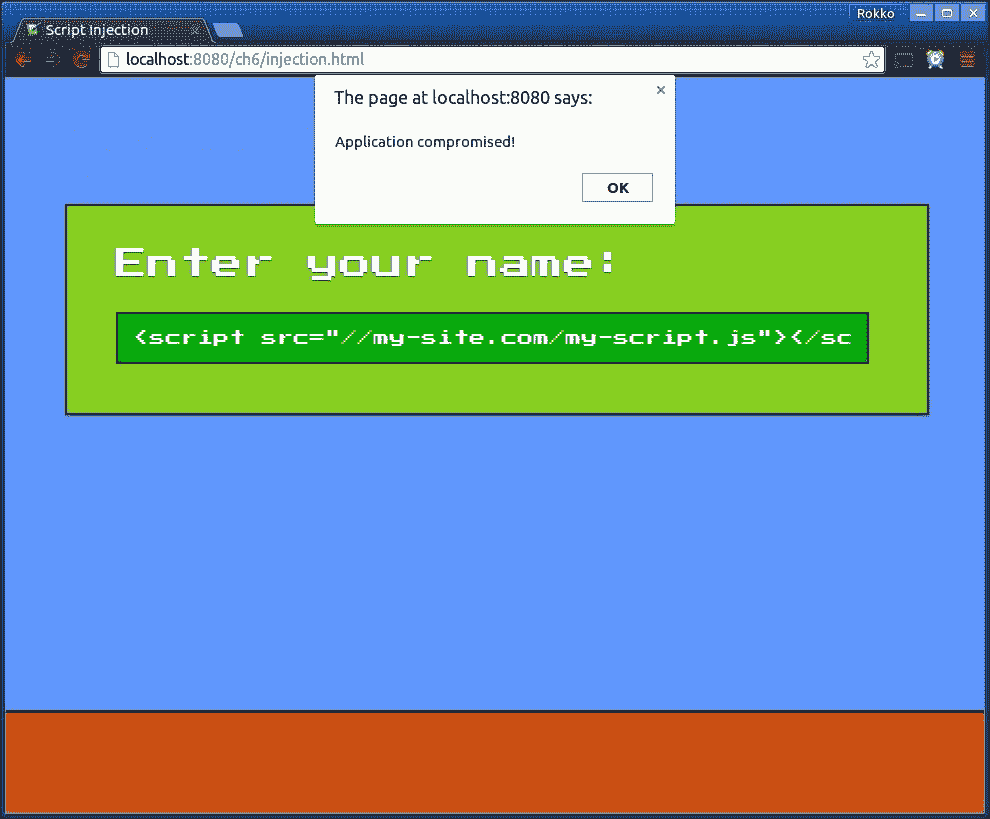 Rokko
Script Injection
localhost:8080/ch6/injection.html
The page at localhost:8080 says:
Application compromised!
OK
Enter your name:
<script src="//my-site.com/my-script.js"></sc